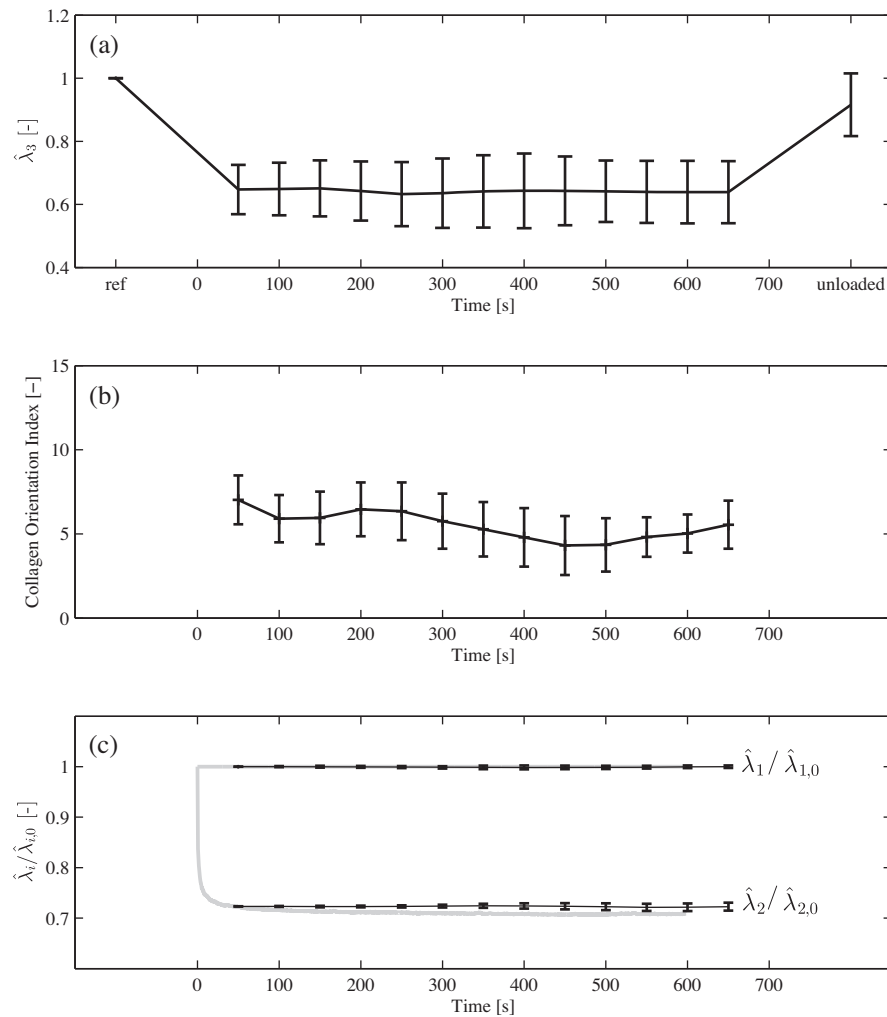 (a)
λ̂₃ [-]
1.2
1
0.8
0.6
0.4
ref 0 100 200 300 400 500 600 700 unloaded
Time [s]
(b)
Collagen Orientation Index [−]
15
10
5
0
0 100 200 300 400 500 600 700
Time [s]
(c)
λ̂ᵢ/λ̂ᵢ,₀ [-]
1
0.9
0.8
0.7
λ̂₁/ λ̂₁,₀
λ̂₂/ λ̂₂,₀
0 100 200 300 400 500 600 700
Time [s]